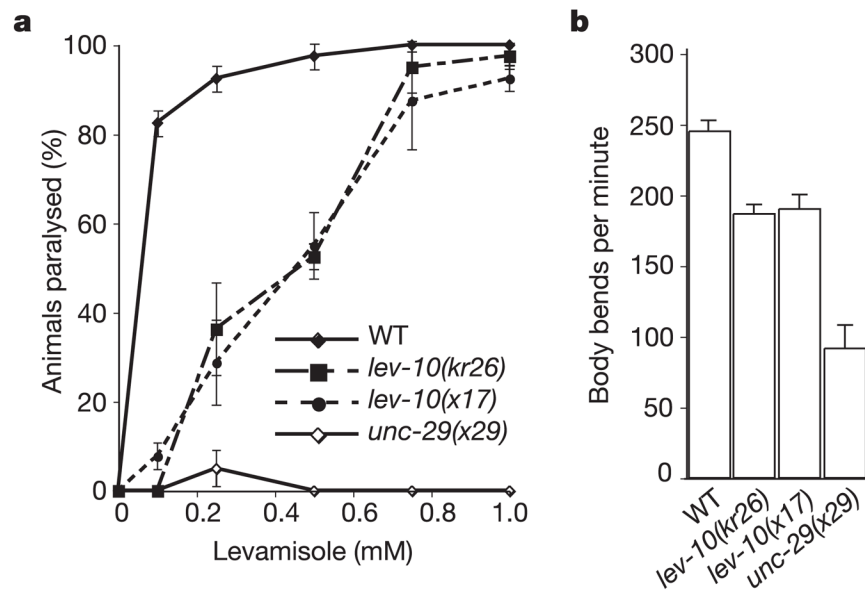 a
100
80
60
40
20
0
Animals paralysed (%)
0
0.2
0.4
0.6
0.8
1.0
Levamisole (mM)
WT
lev-10(kr26)
lev-10(x17)
unc-29(x29)
b
300
250
200
150
100
50
0
Body bends per minute
WT
lev-10(kr26)
lev-10(x17)
unc-29(x29)